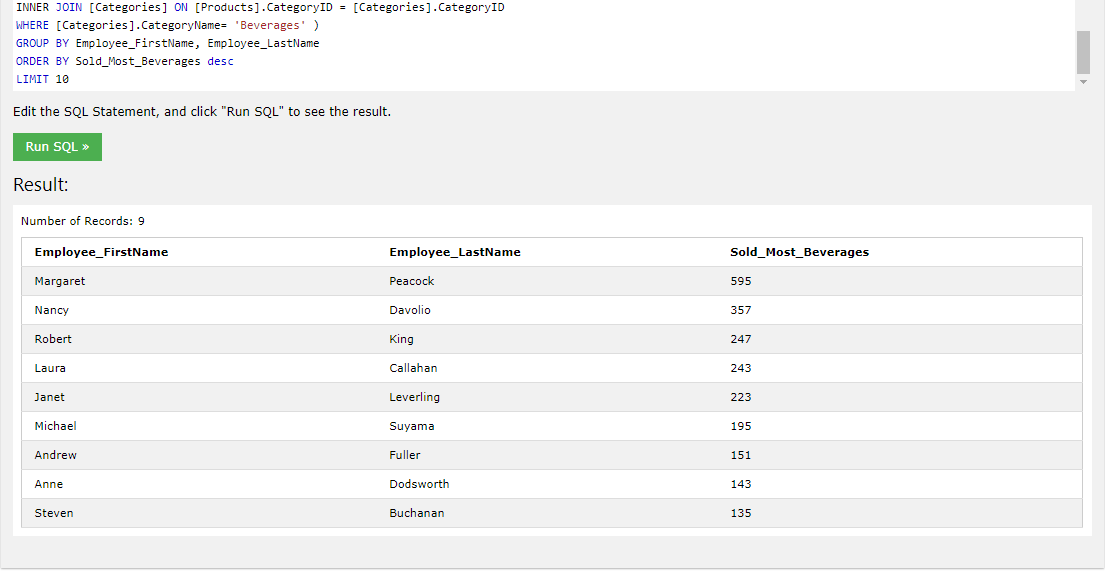 INNER JOIN [Categories] ON [Products].CategoryID = [Categories].CategoryID
WHERE [Categories].CategoryName= 'Beverages' )
GROUP BY Employee_FirstName, Employee_LastName
ORDER BY Sold_Most_Beverages desc
LIMIT 10
Edit the SQL Statement, and click "Run SQL" to see the result.
Run SQL »
Result:
Number of Records: 9
Employee_FirstName Employee_LastName Sold_Most_Beverages
Margaret Peacock 595
Nancy Davolio 357
Robert King 247
Laura Callahan 243
Janet Leverling 223
Michael Suyama 195
Andrew Fuller 151
Anne Dodsworth 143
Steven Buchanan 135